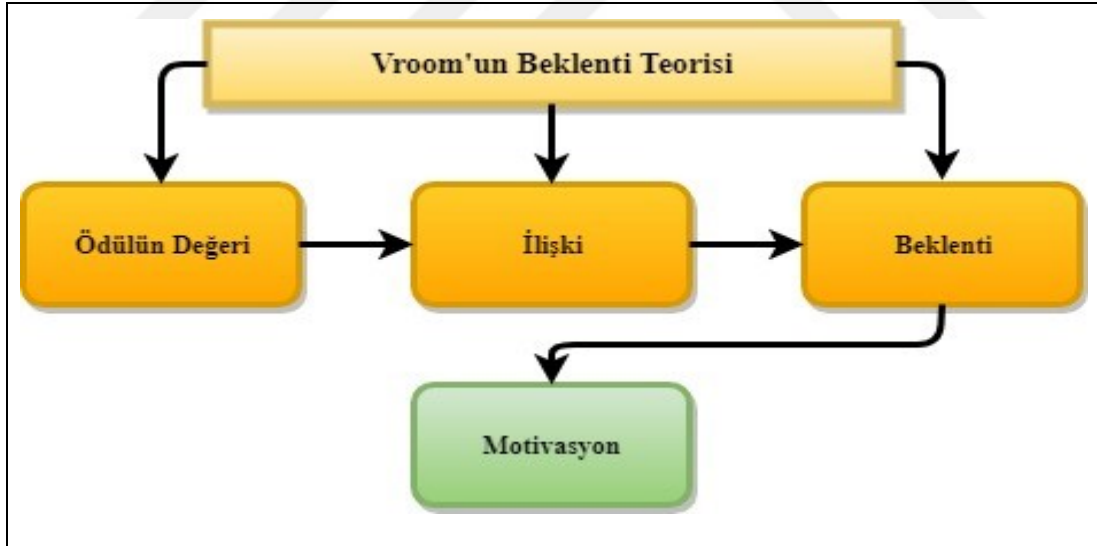 Vroom'un Beklenti Teorisi
Ödülün Değeri
İlişki
Beklenti
Motivasyon